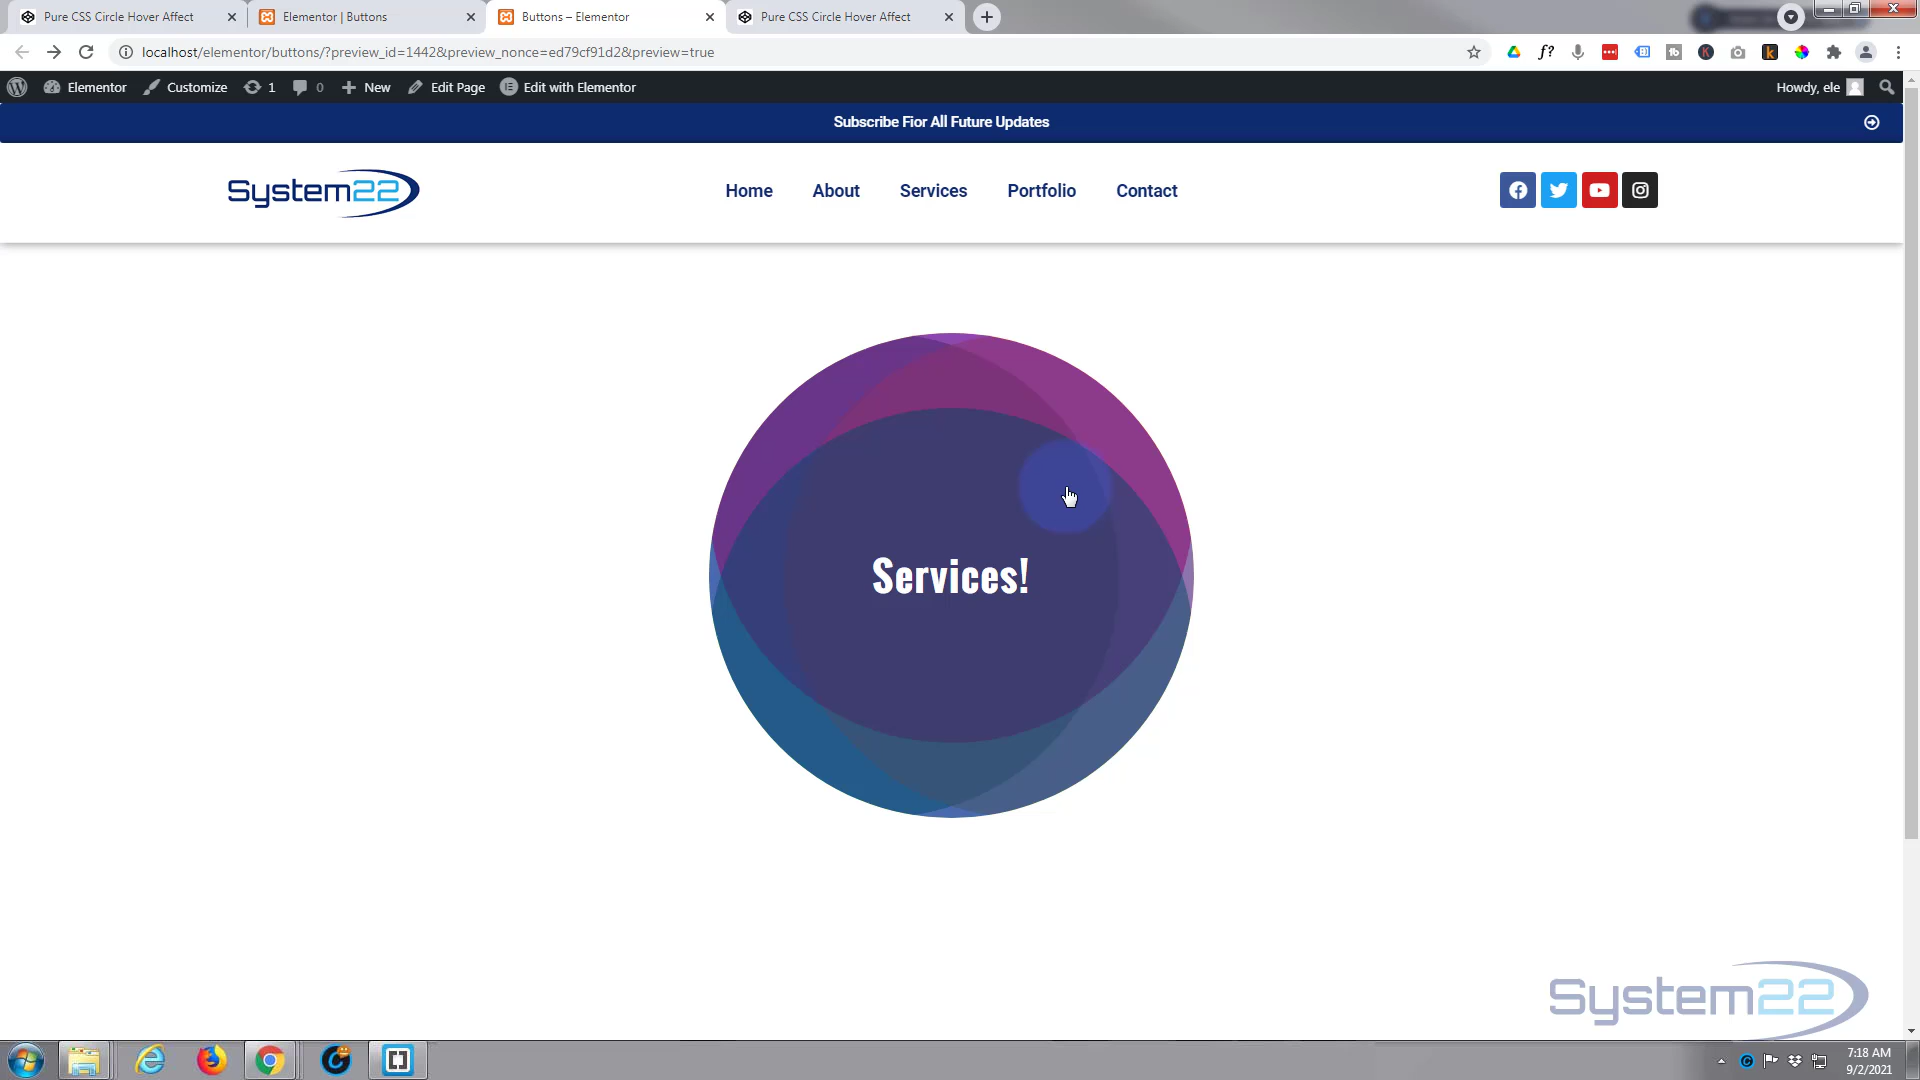 Pure CSS Circle Hover Affect
Elementor | Buttons
Buttons – Elementor
Pure CSS Circle Hover Affect
localhost/elementor/buttons/?preview_id=1442&preview_nonce=ed79cf91d2&preview=true
Elementor
Customize
1
0
New
Edit Page
Edit with Elementor
Howdy, ele
Subscribe Fior All Future Updates
System22
Home
About
Services
Portfolio
Contact
Services!
System22
7:18 AM
9/2/2021